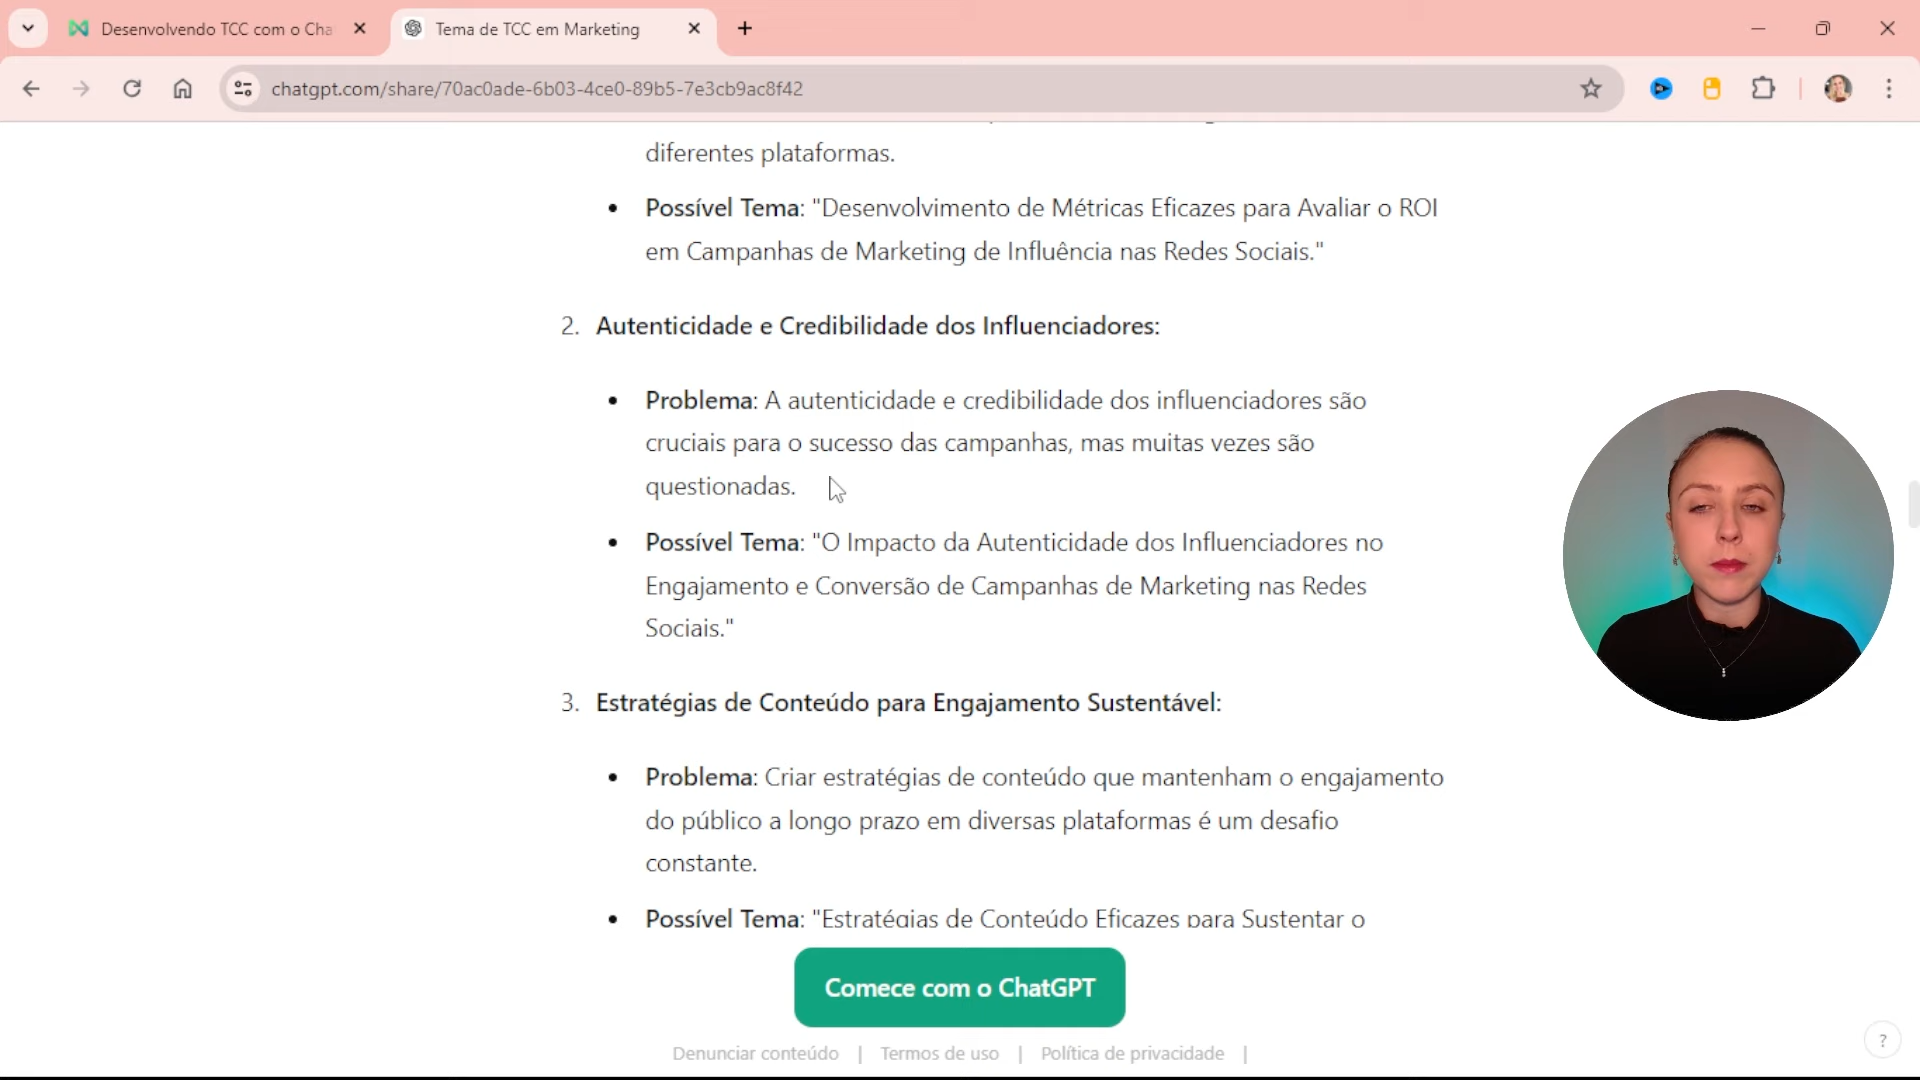 Desenvolvendo TCC com o Cha
Tema de TCC em Marketing
chatgpt.com/share/70ac0ade-6b03-4ce0-89b5-7e3cb9ac8f42
diferentes plataformas.
• Possível Tema: "Desenvolvimento de Métricas Eficazes para Avaliar o ROI
em Campanhas de Marketing de Influência nas Redes Sociais."
2. Autenticidade e Credibilidade dos Influenciadores:
• Problema: A autenticidade e credibilidade dos influenciadores são
cruciais para o sucesso das campanhas, mas muitas vezes são
questionadas.
• Possível Tema: "O Impacto da Autenticidade dos Influenciadores no
Engajamento e Conversão de Campanhas de Marketing nas Redes
Sociais."
3. Estratégias de Conteúdo para Engajamento Sustentável:
• Problema: Criar estratégias de conteúdo que mantenham o engajamento
do público a longo prazo em diversas plataformas é um desafio
constante.
• Possível Tema: "Estratégias de Conteúdo Eficazes para Sustentar o
Comece com o ChatGPT
Denunciar conteúdo | Termos de uso | Política de privacidade |
?